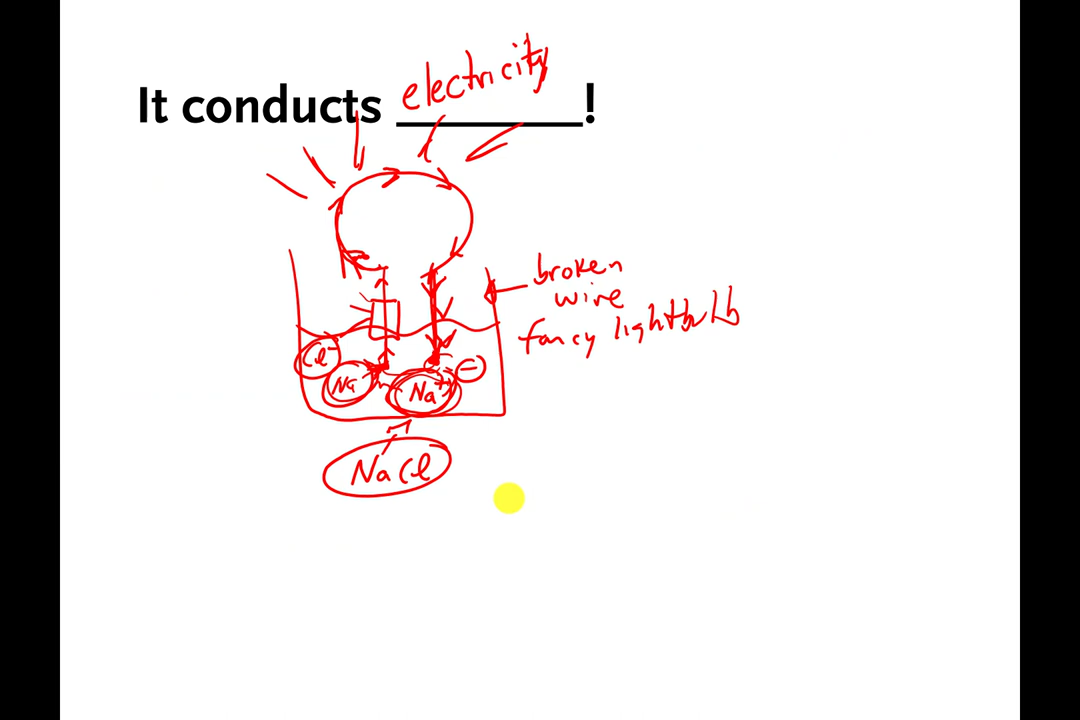 It conducts electricity!
broken
wire
fancy lightbulb
Cl⁻
Na
Na⁺
−
NaCl